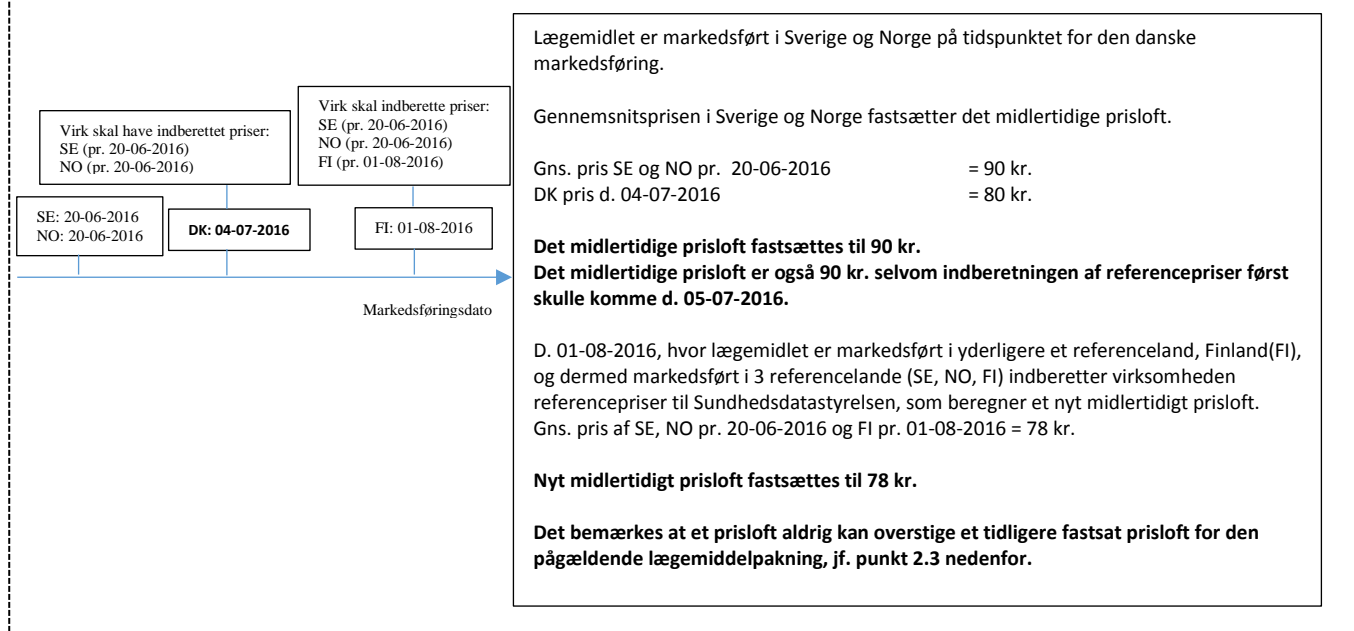 Virk skal have indberettet priser:
SE (pr. 20-06-2016)
NO (pr. 20-06-2016)
Virk skal indberette priser:
SE (pr. 20-06-2016)
NO (pr. 20-06-2016)
FI (pr. 01-08-2016)
SE: 20-06-2016
NO: 20-06-2016
DK: 04-07-2016
FI: 01-08-2016
Markedsføringsdato
Lægemidlet er markedsført i Sverige og Norge på tidspunktet for den danske
markedsføring.
Gennemsnitsprisen i Sverige og Norge fastsætter det midlertidige prisloft.
Gns. pris SE og NO pr. 20-06-2016 = 90 kr.
DK pris d. 04-07-2016 = 80 kr.
Det midlertidige prisloft fastsættes til 90 kr.
Det midlertidige prisloft er også 90 kr. selvom indberetningen af referencepriser først
skulle komme d. 05-07-2016.
D. 01-08-2016, hvor lægemidlet er markedsført i yderligere et referenceland, Finland(FI),
og dermed markedsført i 3 referencelande (SE, NO, FI) indberetter virksomheden
referencepriser til Sundhedsdatastyrelsen, som beregner et nyt midlertidigt prisloft.
Gns. pris af SE, NO pr. 20-06-2016 og FI pr. 01-08-2016 = 78 kr.
Nyt midlertidigt prisloft fastsættes til 78 kr.
Det bemærkes at et prisloft aldrig kan overstige et tidligere fastsat prisloft for den
pågældende lægemiddelpakning, jf. punkt 2.3 nedenfor.